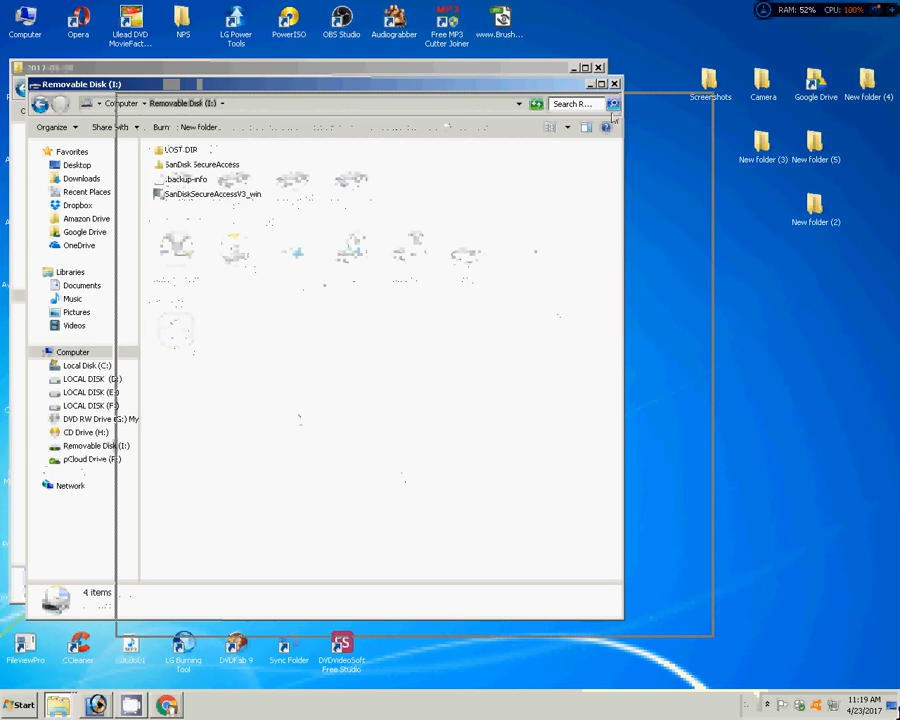 RAM: 52% CPU: 100%
Computer
Opera
Ulead DVD MovieFact...
NPS
LG Power Tools
PowerISO
OBS Studio
Audiograbber
Free MP3 Cutter Joiner
www.Brush...
Screenshots
Camera
Google Drive
New folder (4)
New folder (3)
New folder (5)
New folder (2)
Removable Disk (I:)
Computer
Removable Disk (I:)
Search R...
Organize
Share with
Burn
New folder
Favorites
Desktop
Downloads
Recent Places
Dropbox
Amazon Drive
Google Drive
OneDrive
Libraries
Documents
Music
Pictures
Videos
Computer
Local Disk (C:)
LOCAL DISK (D:)
LOCAL DISK (E:)
LOCAL DISK (F:)
DVD RW Drive (G:) My
CD Drive (H:)
Removable Disk (I:)
pCloud Drive (P:)
Network
LOST.DIR
SanDisk SecureAccess
.backup-info
SanDiskSecureAccessV3_win
4 items
FileViewPro
CCleaner
LG Burning Tool
DVDFab 9
Sync Folder
DVDVideoSoft Free Studio
Start
11:19 AM
4/23/2017